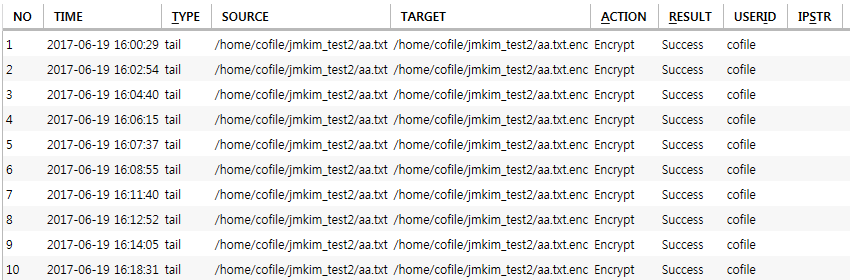 NO TIME TYPE SOURCE TARGET ACTION RESULT USERID IPSTR
1 2017-06-19 16:00:29 tail /home/cofile/jmkim_test2/aa.txt /home/cofile/jmkim_test2/aa.txt.enc Encrypt Success cofile
2 2017-06-19 16:02:54 tail /home/cofile/jmkim_test2/aa.txt /home/cofile/jmkim_test2/aa.txt.enc Encrypt Success cofile
3 2017-06-19 16:04:40 tail /home/cofile/jmkim_test2/aa.txt /home/cofile/jmkim_test2/aa.txt.enc Encrypt Success cofile
4 2017-06-19 16:06:15 tail /home/cofile/jmkim_test2/aa.txt /home/cofile/jmkim_test2/aa.txt.enc Encrypt Success cofile
5 2017-06-19 16:07:37 tail /home/cofile/jmkim_test2/aa.txt /home/cofile/jmkim_test2/aa.txt.enc Encrypt Success cofile
6 2017-06-19 16:08:55 tail /home/cofile/jmkim_test2/aa.txt /home/cofile/jmkim_test2/aa.txt.enc Encrypt Success cofile
7 2017-06-19 16:11:40 tail /home/cofile/jmkim_test2/aa.txt /home/cofile/jmkim_test2/aa.txt.enc Encrypt Success cofile
8 2017-06-19 16:12:52 tail /home/cofile/jmkim_test2/aa.txt /home/cofile/jmkim_test2/aa.txt.enc Encrypt Success cofile
9 2017-06-19 16:14:05 tail /home/cofile/jmkim_test2/aa.txt /home/cofile/jmkim_test2/aa.txt.enc Encrypt Success cofile
10 2017-06-19 16:18:31 tail /home/cofile/jmkim_test2/aa.txt /home/cofile/jmkim_test2/aa.txt.enc Encrypt Success cofile